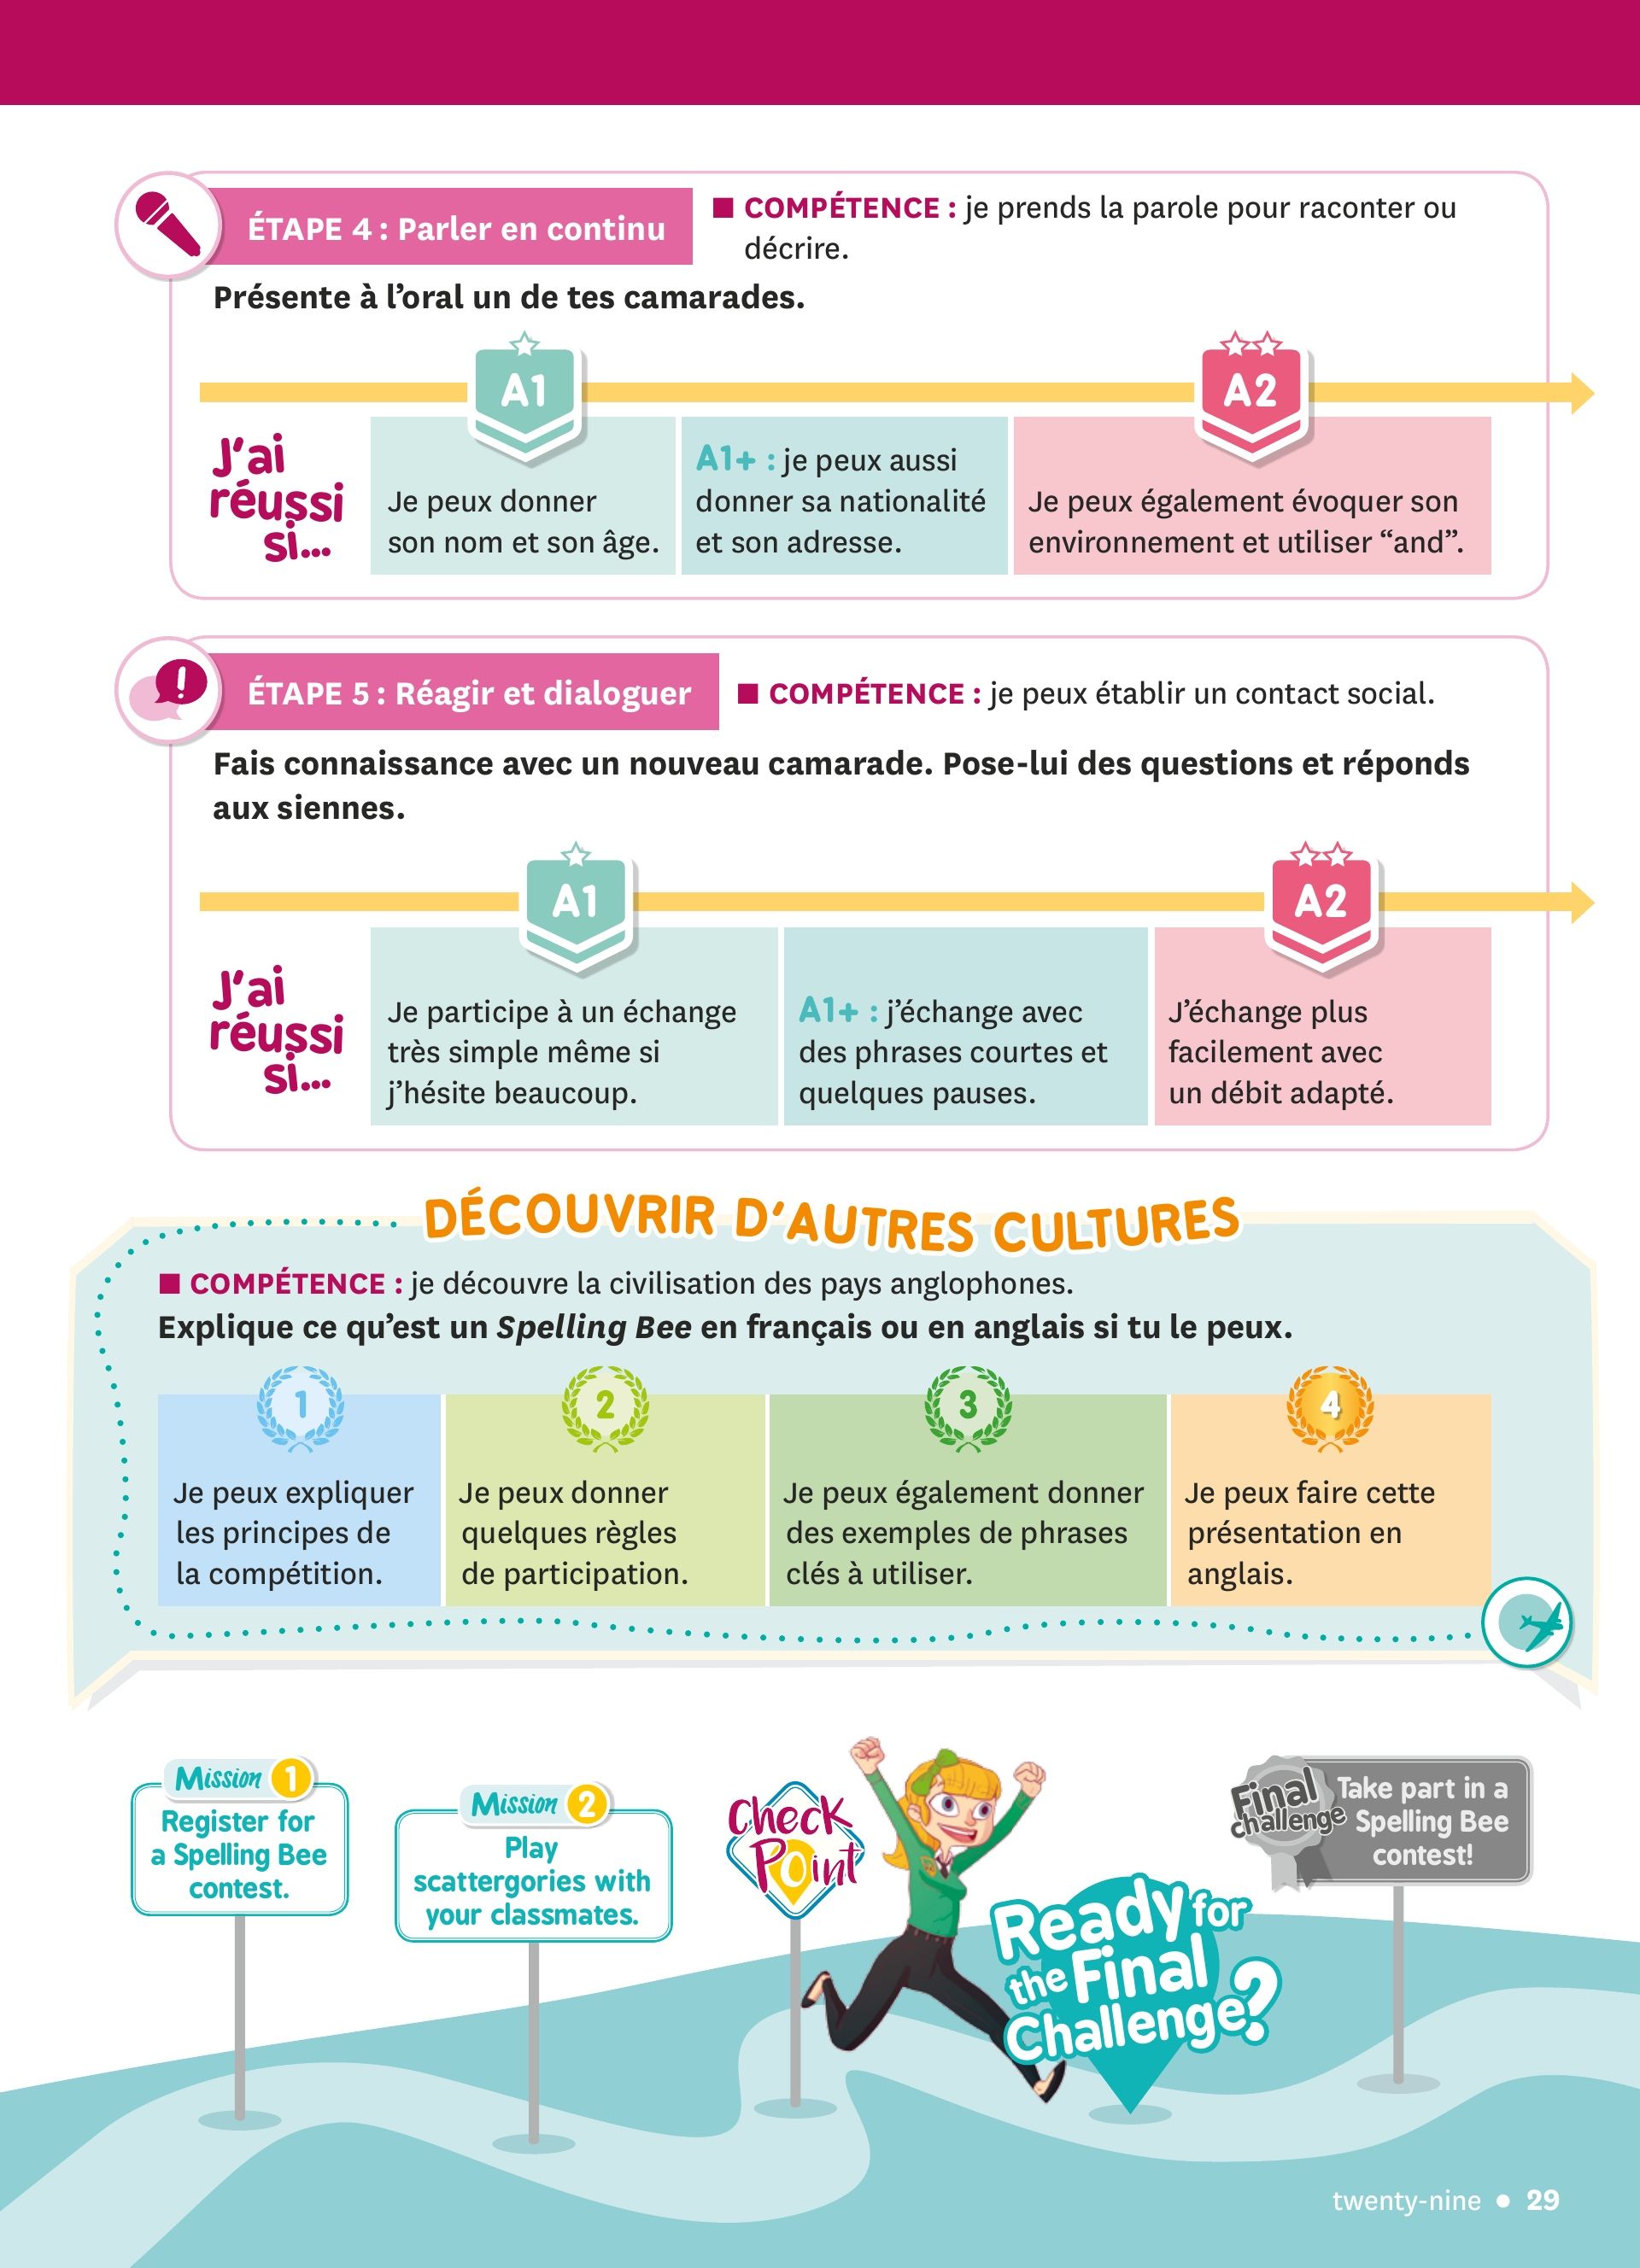 ÉTAPE 4 : Parler en continu
■ COMPÉTENCE : je prends la parole pour raconter ou
décrire.
Présente à l'oral un de tes camarades.
A1
A2
J'ai
réussi
si...
Je peux donner
son nom et son âge.
A1+ : je peux aussi
donner sa nationalité
et son adresse.
Je peux également évoquer son
environnement et utiliser “and”.
ÉTAPE 5 : Réagir et dialoguer
■ COMPÉTENCE : je peux établir un contact social.
Fais connaissance avec un nouveau camarade. Pose-lui des questions et réponds
aux siennes.
A1
A2
J'ai
réussi
si...
Je participe à un échange
très simple même si
j'hésite beaucoup.
A1+ : j'échange avec
des phrases courtes et
quelques pauses.
J'échange plus
facilement avec
un débit adapté.
DÉCOUVRIR D'AUTRES CULTURES
■ COMPÉTENCE : je découvre la civilisation des pays anglophones.
Explique ce qu'est un Spelling Bee en français ou en anglais si tu le peux.
1
Je peux expliquer
les principes de
la compétition.
2
Je peux donner
quelques règles
de participation.
3
Je peux également donner
des exemples de phrases
clés à utiliser.
4
Je peux faire cette
présentation en
anglais.
Mission 1
Register for
a Spelling Bee
contest.
Mission 2
Play
scattergories with
your classmates.
Check
Point
Ready for
the Final
Challenge?
Final
challenge
Take part in a
Spelling Bee
contest!
twenty-nine • 29